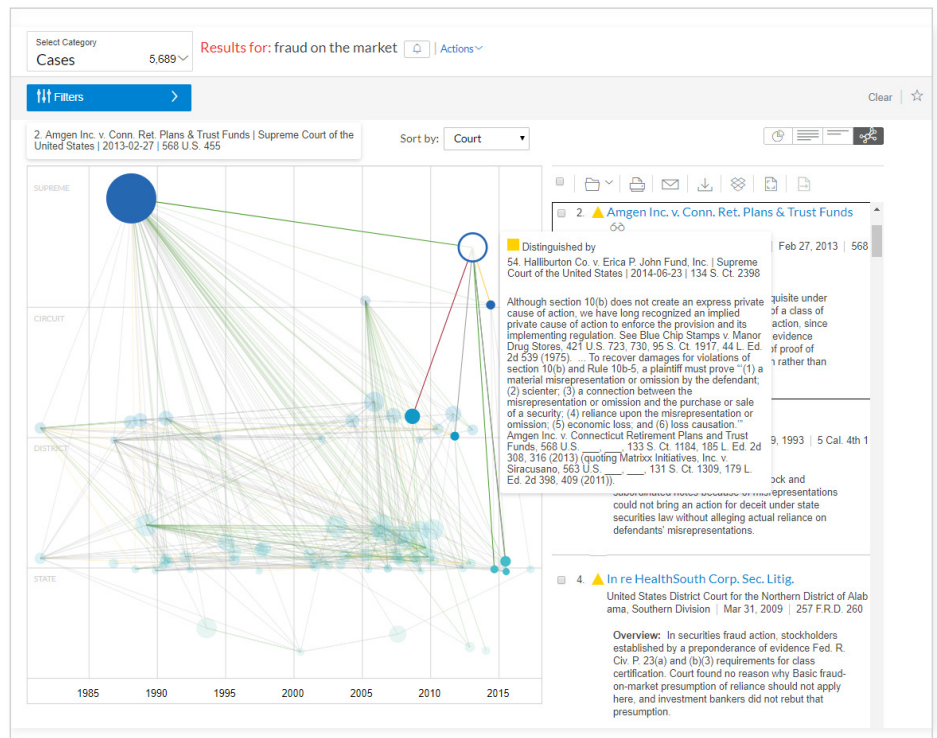 Select Category
Cases 5,689
Results for: fraud on the market | Actions
Filters
Clear
2. Amgen Inc. v. Conn. Ret. Plans & Trust Funds | Supreme Court of the
United States | 2013-02-27 | 568 U.S. 455
Sort by: Court
SUPREME
CIRCUIT
DISTRICT
STATE
1985 1990 1995 2000 2005 2010 2015
2. Amgen Inc. v. Conn. Ret. Plans & Trust Funds
Feb 27, 2013 | 568
Distinguished by
54. Halliburton Co. v. Erica P. John Fund, Inc. | Supreme
Court of the United States | 2014-06-23 | 134 S. Ct. 2398
Although section 10(b) does not create an express private
cause of action, we have long recognized an implied
private cause of action to enforce the provision and its
implementing regulation. See Blue Chip Stamps v. Manor
Drug Stores, 421 U.S. 723, 730, 95 S. Ct. 1917, 44 L. Ed.
2d 539 (1975). ... To recover damages for violations of
section 10(b) and Rule 10b-5, a plaintiff must prove "'(1) a
material misrepresentation or omission by the defendant;
(2) scienter; (3) a connection between the
misrepresentation or omission and the purchase or sale
of a security; (4) reliance upon the misrepresentation or
omission; (5) economic loss; and (6) loss causation.'"
Amgen Inc. v. Connecticut Retirement Plans and Trust
Funds, 568 U.S. ___, ___, 133 S. Ct. 1184, 185 L. Ed. 2d
308, 316 (2013) (quoting Matrixx Initiatives, Inc. v.
Siracusano, 563 U.S. ___, ___, 131 S. Ct. 1309, 179 L.
Ed. 2d 398, 409 (2011)).
quisite under
of a class of
action, since
evidence
of proof of
rather than
9, 1993 | 5 Cal. 4th 1
ock and
subordinated notes because of misrepresentations
could not bring an action for deceit under state
securities law without alleging actual reliance on
defendants' misrepresentations.
4. In re HealthSouth Corp. Sec. Litig.
United States District Court for the Northern District of Alab
ama, Southern Division | Mar 31, 2009 | 257 F.R.D. 260
Overview: In securities fraud action, stockholders
established by a preponderance of evidence Fed. R.
Civ. P. 23(a) and (b)(3) requirements for class
certification. Court found no reason why Basic fraud-
on-market presumption of reliance should not apply
here, and investment bankers did not rebut that
presumption.